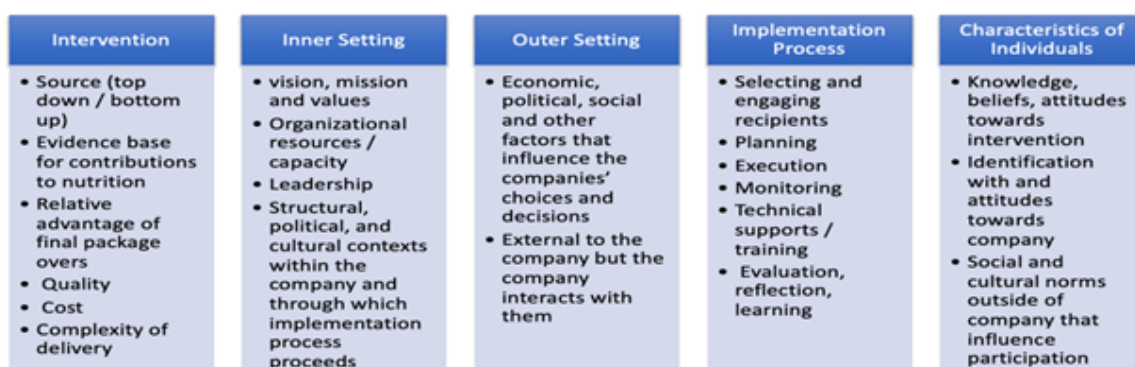 Intervention
• Source (top
down / bottom
up)
• Evidence base
for contributions
to nutrition
• Relative
advantage of
final package
overs
• Quality
• Cost
• Complexity of
delivery
Inner Setting
• vision, mission
and values
• Organizational
resources /
capacity
• Leadership
• Structural,
political, and
cultural contexts
within the
company and
through which
implementation
process
proceeds
Outer Setting
• Economic,
political, social
and other
factors that
influence the
companies'
choices and
decisions
• External to the
company but the
company
interacts with
them
Implementation
Process
• Selecting and
engaging
recipients
• Planning
• Execution
• Monitoring
• Technical
supports /
training
• Evaluation,
reflection,
learning
Characteristics of
Individuals
• Knowledge,
beliefs, attitudes
towards
intervention
• Identification
with and
attitudes
towards
company
• Social and
cultural norms
outside of
company that
influence
participation